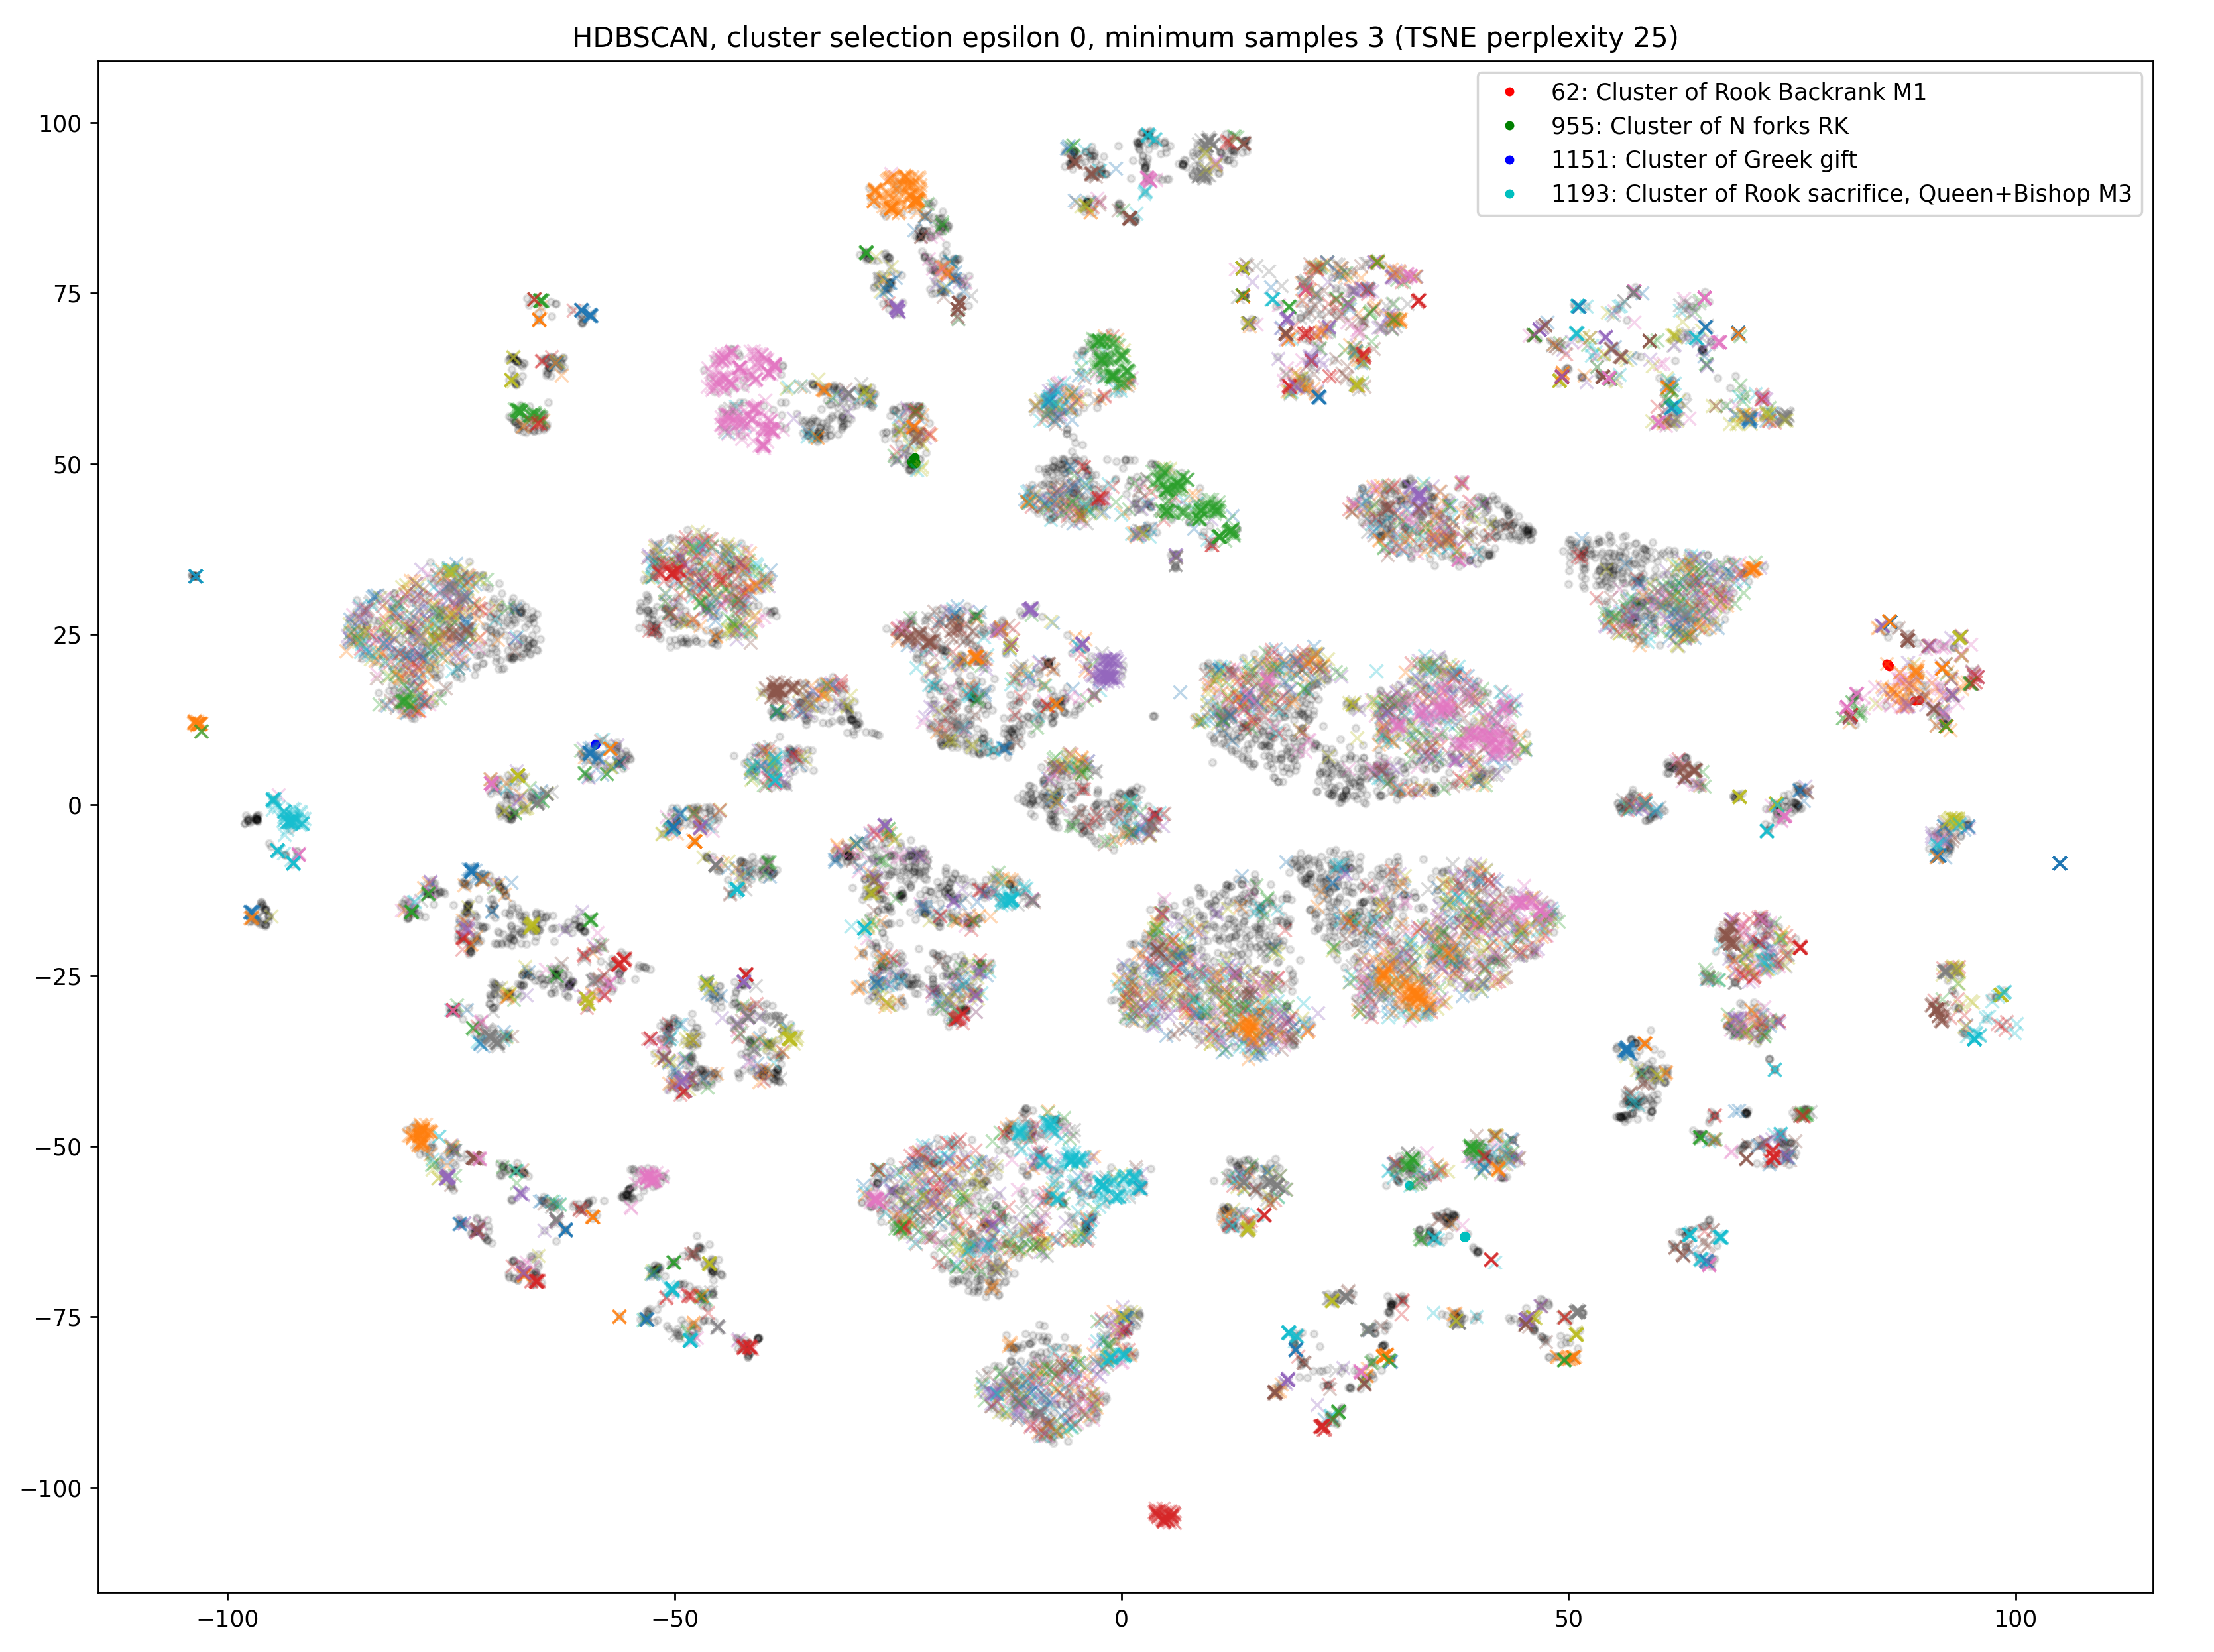 HDBSCAN, cluster selection epsilon 0, minimum samples 3 (TSNE perplexity 25)
62: Cluster of Rook Backrank M1
955: Cluster of N forks RK
1151: Cluster of Greek gift
1193: Cluster of Rook sacrifice, Queen+Bishop M3
100
75
50
25
0
−25
−50
−75
−100
−100
−50
0
50
100